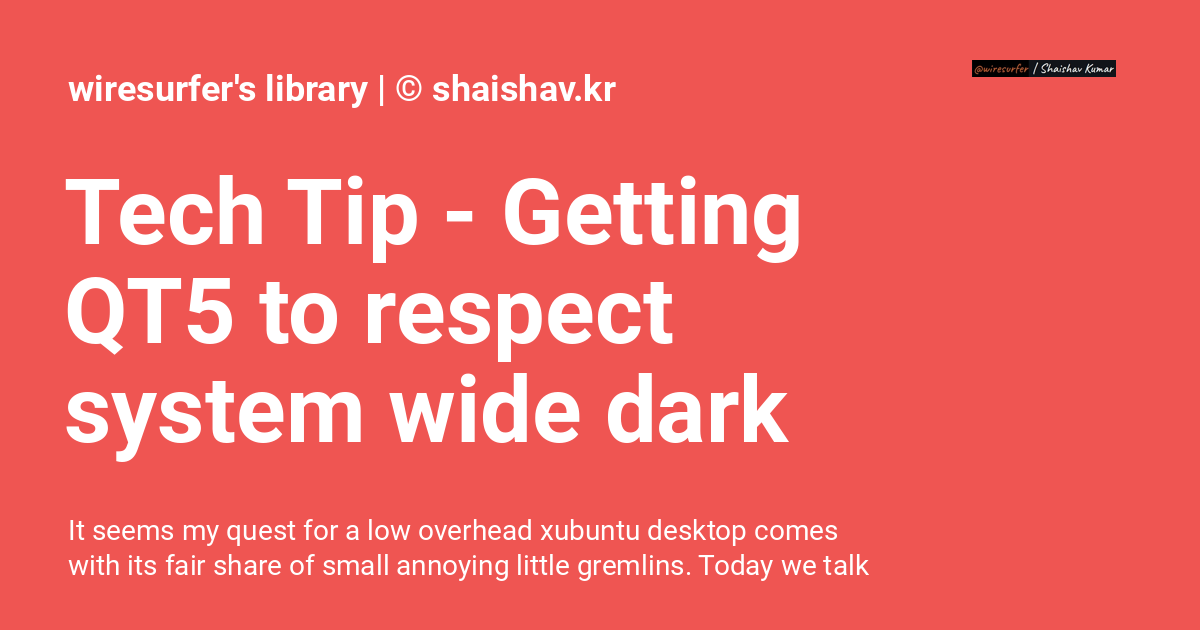 wiresurfer's library | © shaishav.kr
@wiresurfer | Shaishav Kumar
Tech Tip - Getting
QT5 to respect
system wide dark
It seems my quest for a low overhead xubuntu desktop comes
with its fair share of small annoying little gremlins. Today we talk